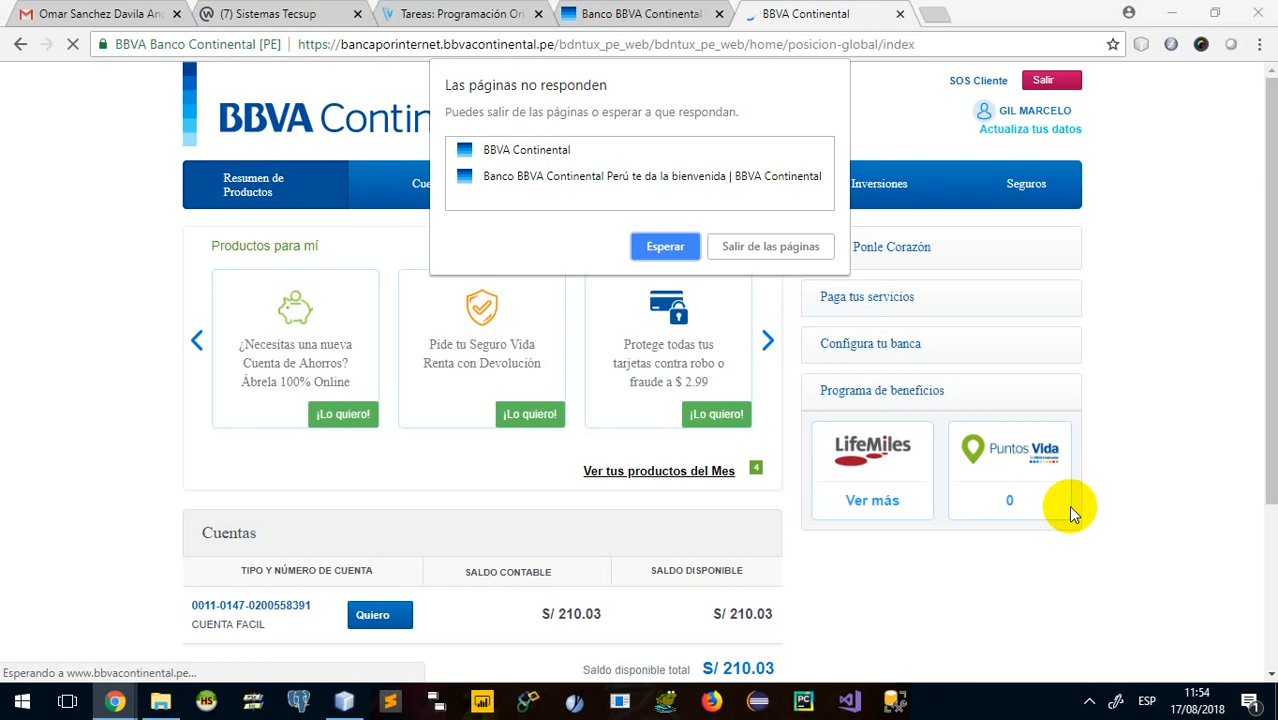 Omar Sanchez Davila And
(7) Sistemas Tecsup
Tareas: Programación Ori
Banco BBVA Continental
BBVA Continental
BBVA Banco Continental [PE]
https://bancaporinternet.bbvacontinental.pe/bdntux_pe_web/bdntux_pe_web/home/posicion-global/index
BBVA Contin
SOS Cliente
Salir
GIL MARCELO
Actualiza tus datos
Las páginas no responden
Puedes salir de las páginas o esperar a que respondan.
BBVA Continental
Banco BBVA Continental Perú te da la bienvenida | BBVA Continental
Esperar
Salir de las páginas
Resumen de
Productos
Cue
Inversiones
Seguros
Productos para mí
¿Necesitas una nueva
Cuenta de Ahorros?
Ábrela 100% Online
¡Lo quiero!
Pide tu Seguro Vida
Renta con Devolución
¡Lo quiero!
Protege todas tus
tarjetas contra robo o
fraude a $ 2.99
¡Lo quiero!
Ver tus productos del Mes
4
Ponle Corazón
Paga tus servicios
Configura tu banca
Programa de beneficios
LifeMiles
Ver más
Puntos Vida
0
Cuentas
TIPO Y NÚMERO DE CUENTA
SALDO CONTABLE
SALDO DISPONIBLE
0011-0147-0200558391
CUENTA FACIL
Quiero
S/ 210.03
S/ 210.03
Saldo disponible total
S/ 210.03
Esperando a www.bbvacontinental.pe...
HS
PC
ESP
11:54
17/08/2018
1